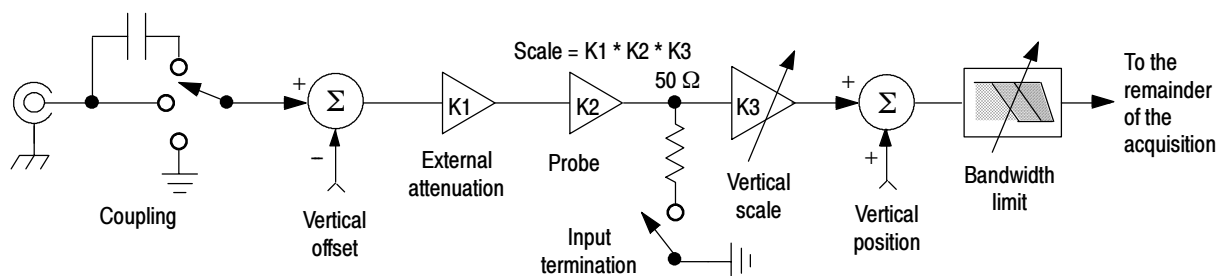 Scale = K1 * K2 * K3
50 Ω
To the
remainder
of the
acquisition
+
Σ
−
K1
K2
K3
+
Σ
+
Coupling
Vertical
offset
External
attenuation
Probe
Input
termination
Vertical
scale
Vertical
position
Bandwidth
limit